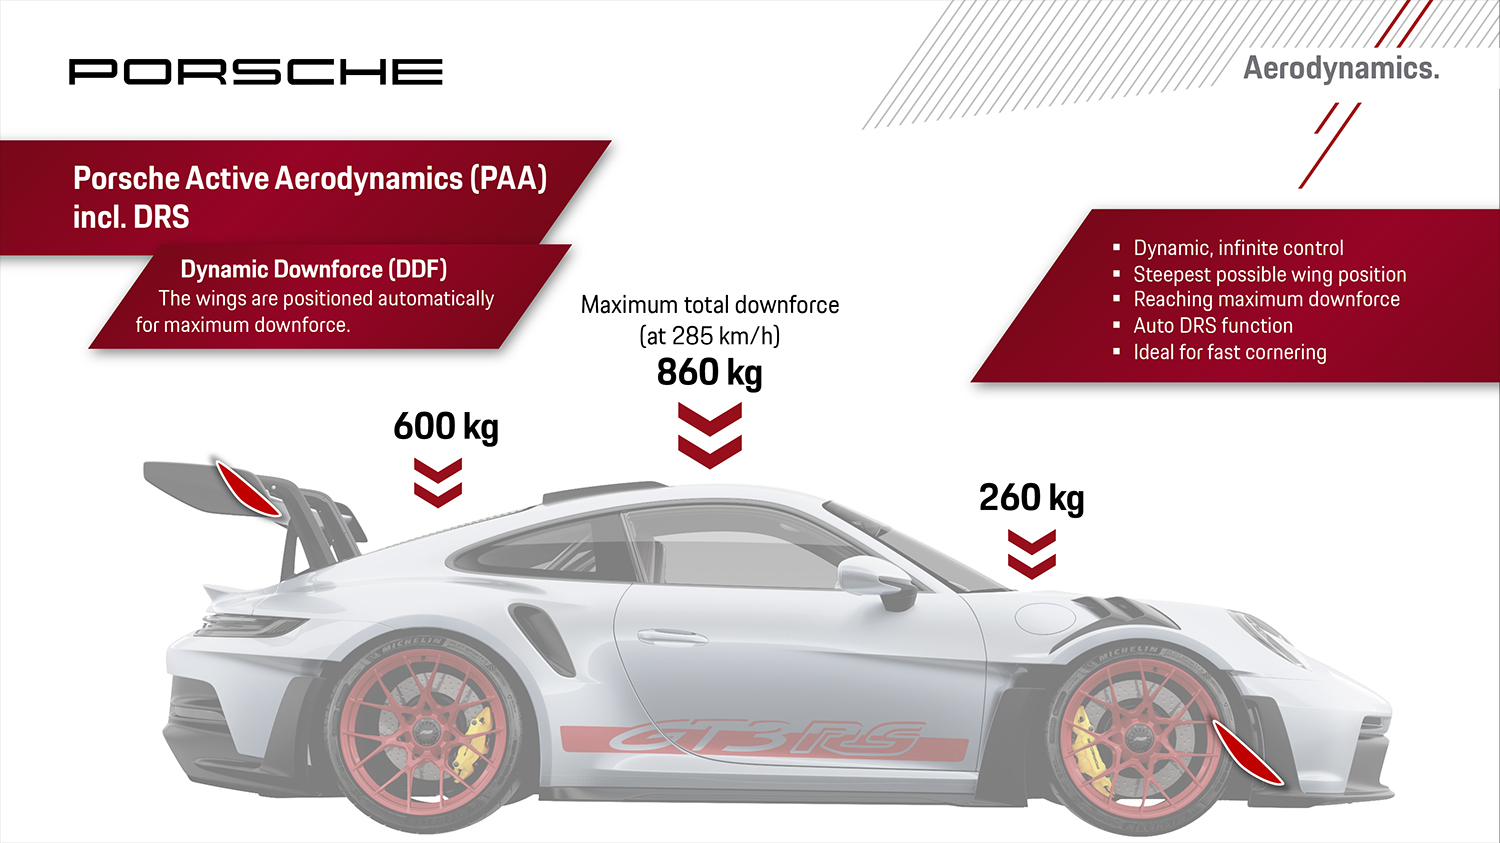 PORSCHE
Aerodynamics.
Porsche Active Aerodynamics (PAA)
incl. DRS
Dynamic Downforce (DDF)
The wings are positioned automatically
for maximum downforce.
▪ Dynamic, infinite control
▪ Steepest possible wing position
▪ Reaching maximum downforce
▪ Auto DRS function
▪ Ideal for fast cornering
Maximum total downforce
(at 285 km/h)
860 kg
600 kg
260 kg
MICHELIN
MICHELIN
GT3 RS